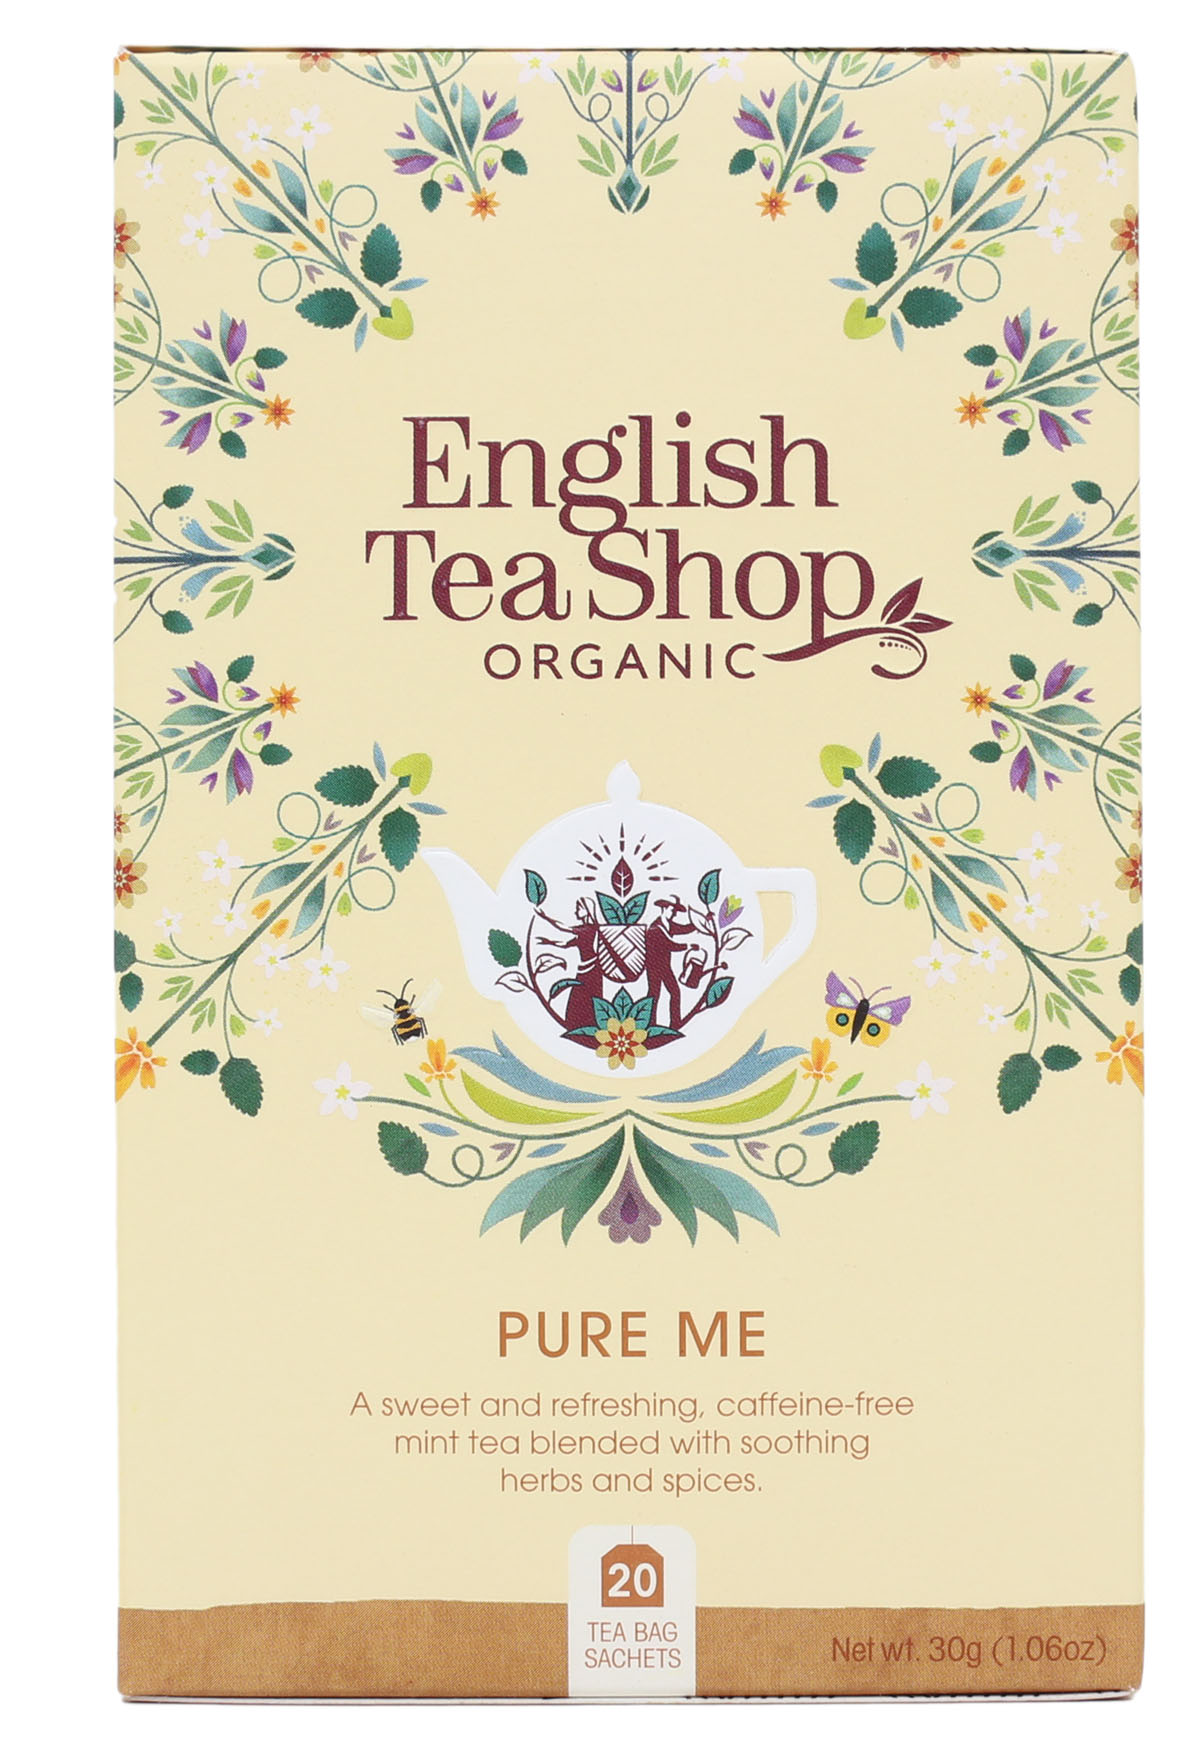 English
Tea Shop
ORGANIC
PURE ME
A sweet and refreshing, caffeine-free
mint tea blended with soothing
herbs and spices.
20
TEA BAG
SACHETS
Net wt. 30g (1.06oz)